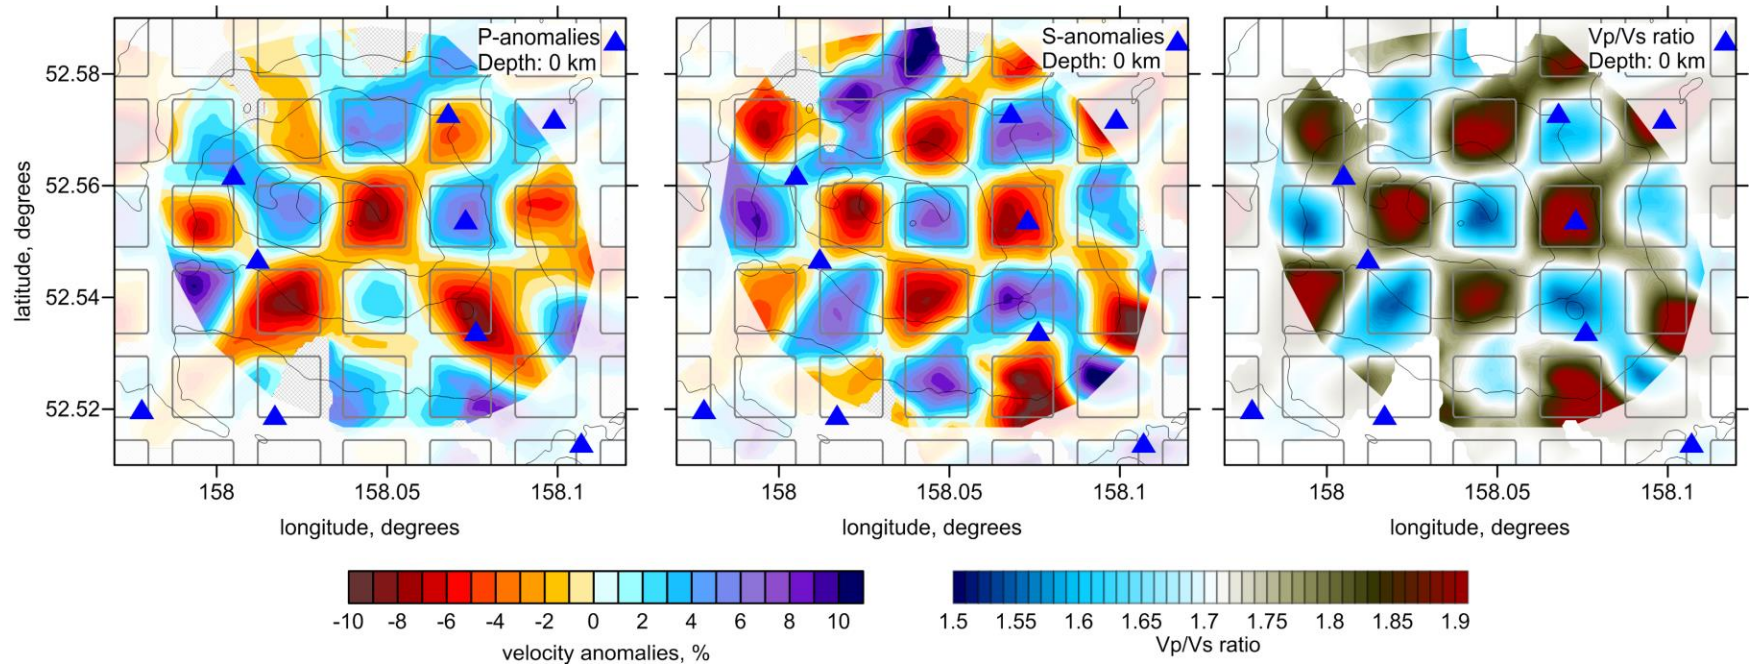 P-anomalies
Depth: 0 km
S-anomalies
Depth: 0 km
Vp/Vs ratio
Depth: 0 km
latitude, degrees
52.58
52.56
52.54
52.52
158 158.05 158.1
158 158.05 158.1
158 158.05 158.1
longitude, degrees
longitude, degrees
longitude, degrees
-10 -8 -6 -4 -2 0 2 4 6 8 10
velocity anomalies, %
1.5 1.55 1.6 1.65 1.7 1.75 1.8 1.85 1.9
Vp/Vs ratio